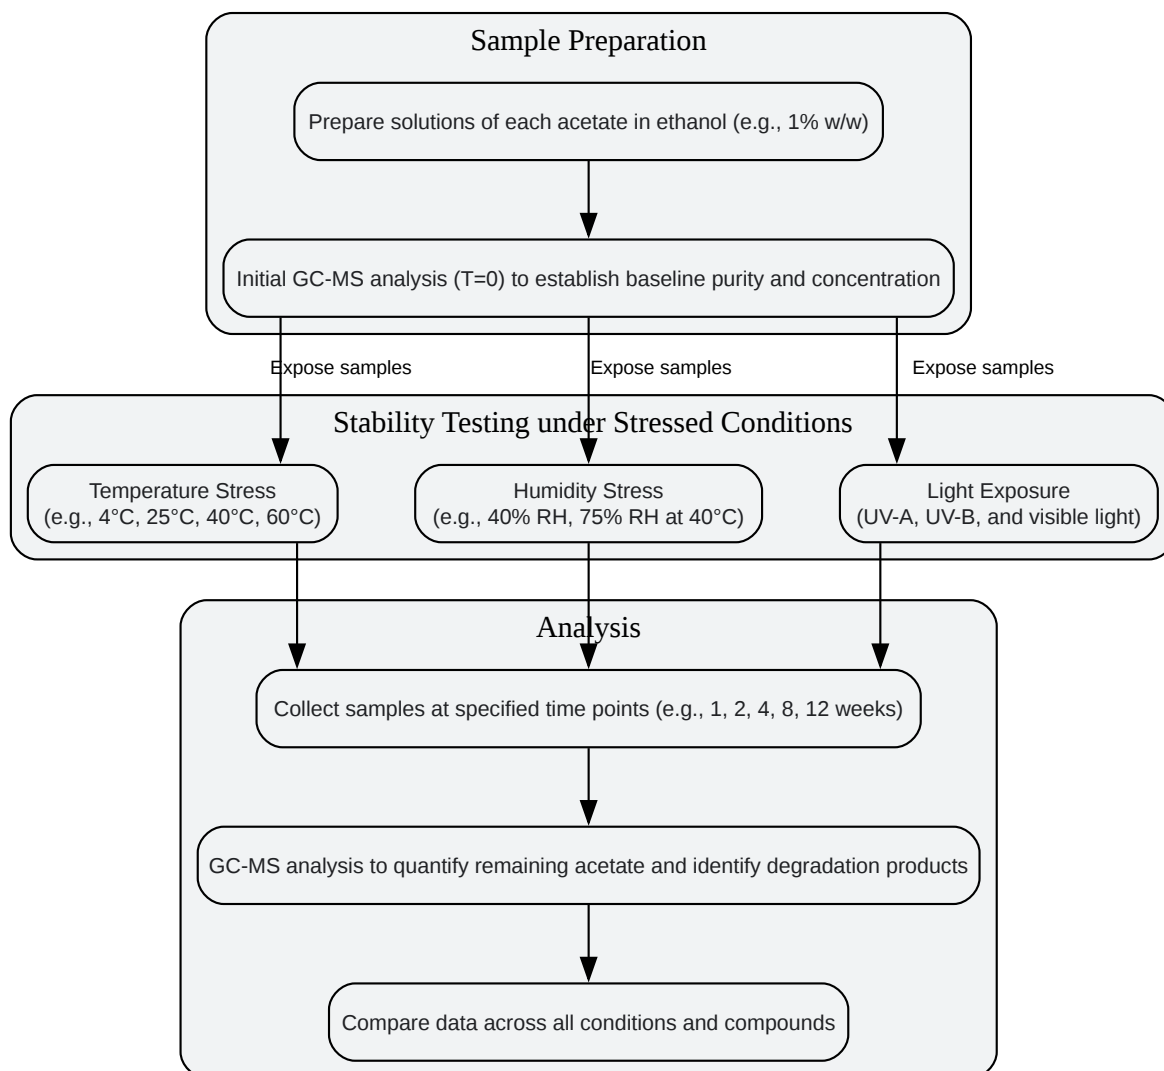 Sample Preparation
Prepare solutions of each acetate in ethanol (e.g., 1% w/w)
Initial GC-MS analysis (T=0) to establish baseline purity and concentration
Expose samples
Expose samples
Expose samples
Stability Testing under Stressed Conditions
Temperature Stress
(e.g., 4°C, 25°C, 40°C, 60°C)
Humidity Stress
(e.g., 40% RH, 75% RH at 40°C)
Light Exposure
(UV-A, UV-B, and visible light)
Analysis
Collect samples at specified time points (e.g., 1, 2, 4, 8, 12 weeks)
GC-MS analysis to quantify remaining acetate and identify degradation products
Compare data across all conditions and compounds